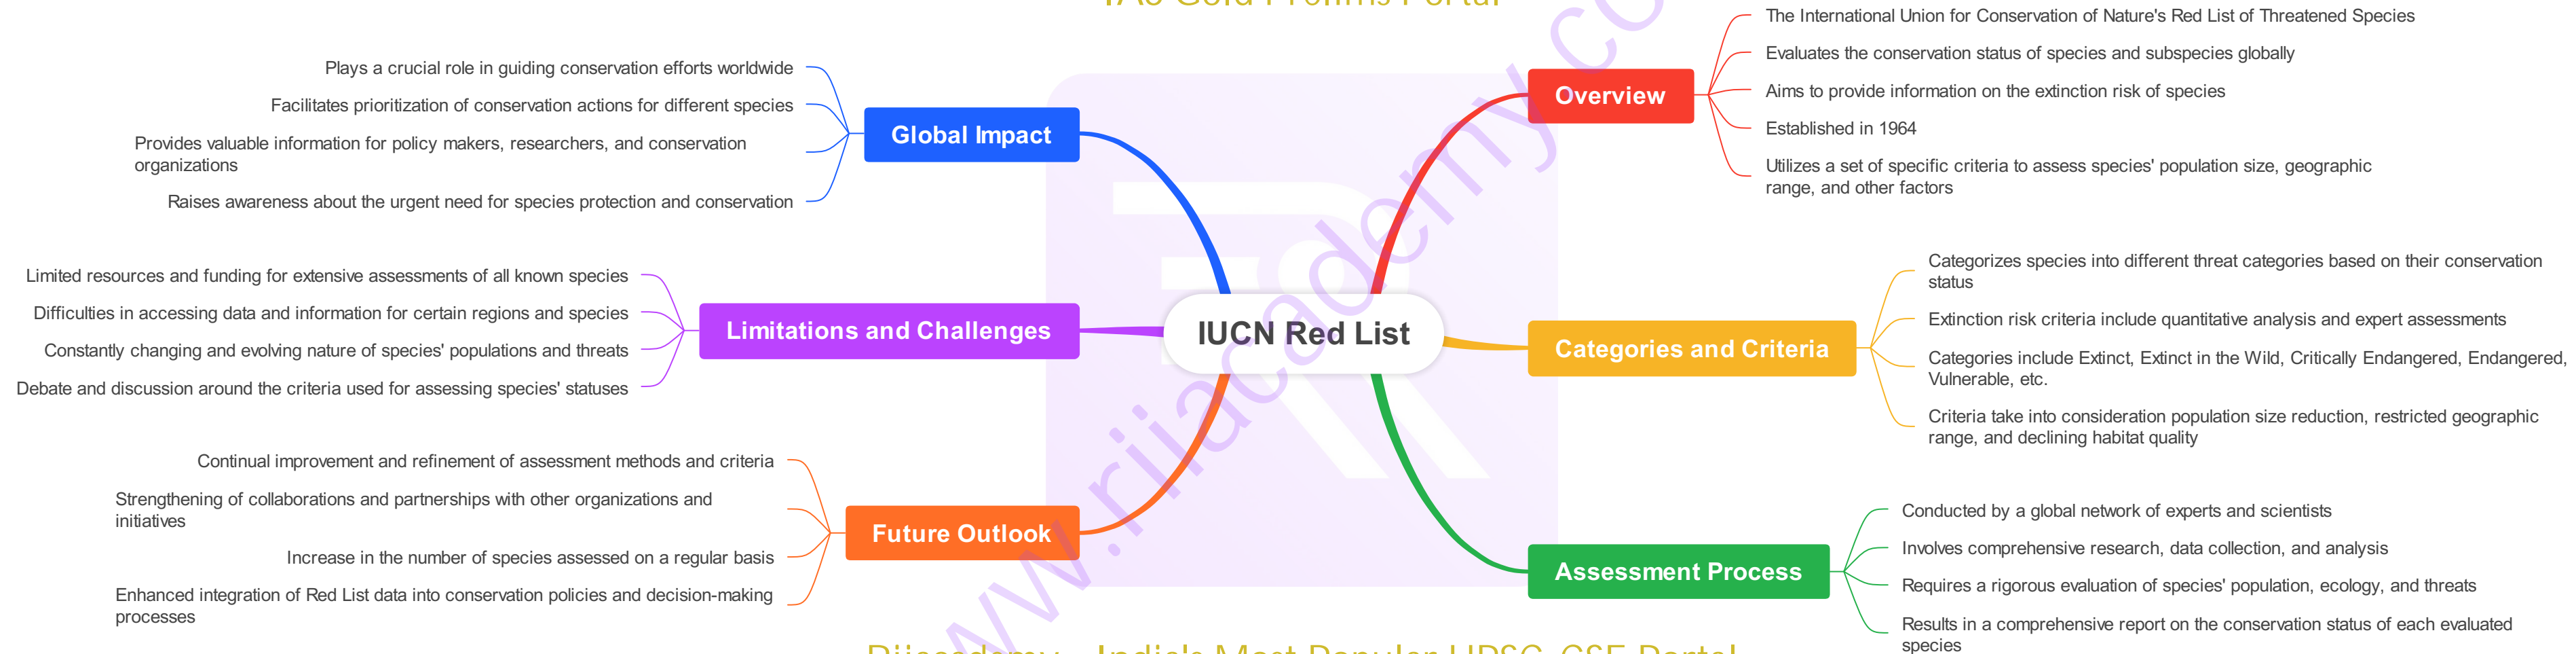 IAS Gold Prelims Portal
Plays a crucial role in guiding conservation efforts worldwide
Facilitates prioritization of conservation actions for different species
Provides valuable information for policy makers, researchers, and conservation
organizations
Raises awareness about the urgent need for species protection and conservation
Global Impact
Limited resources and funding for extensive assessments of all known species
Difficulties in accessing data and information for certain regions and species
Constantly changing and evolving nature of species' populations and threats
Debate and discussion around the criteria used for assessing species' statuses
Limitations and Challenges
Continual improvement and refinement of assessment methods and criteria
Strengthening of collaborations and partnerships with other organizations and
initiatives
Increase in the number of species assessed on a regular basis
Enhanced integration of Red List data into conservation policies and decision-making
processes
Future Outlook
IUCN Red List
Overview
The International Union for Conservation of Nature's Red List of Threatened Species
Evaluates the conservation status of species and subspecies globally
Aims to provide information on the extinction risk of species
Established in 1964
Utilizes a set of specific criteria to assess species' population size, geographic
range, and other factors
Categories and Criteria
Categorizes species into different threat categories based on their conservation
status
Extinction risk criteria include quantitative analysis and expert assessments
Categories include Extinct, Extinct in the Wild, Critically Endangered, Endangered,
Vulnerable, etc.
Criteria take into consideration population size reduction, restricted geographic
range, and declining habitat quality
Assessment Process
Conducted by a global network of experts and scientists
Involves comprehensive research, data collection, and analysis
Requires a rigorous evaluation of species' population, ecology, and threats
Results in a comprehensive report on the conservation status of each evaluated
species
ww.rijacademy.co
India's Most Popular UPSC CSE Portal